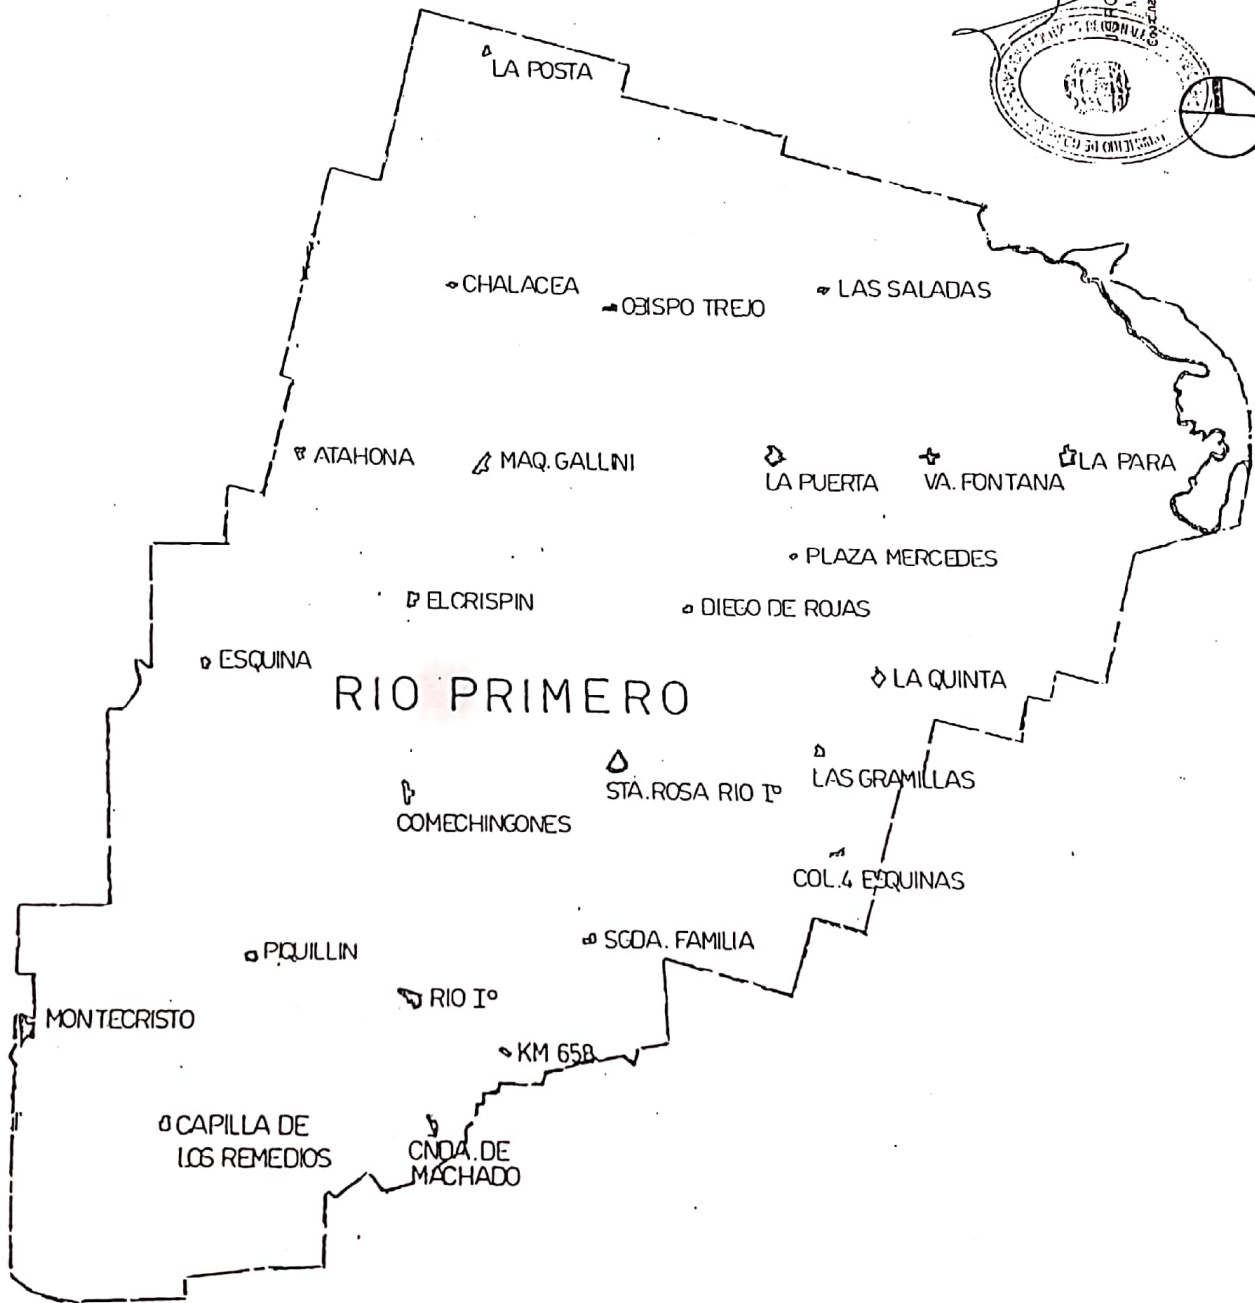 LA POSTA
CHALACEA
OBISPO TREJO
LAS SALADAS
ATAHONA
MAQ. GALLINI
LA PUERTA
VA. FONTANA
LA PARA
PLAZA MERCEDES
EL CRISPIN
DIEGO DE ROJAS
ESQUINA
LA QUINTA
RIO PRIMERO
STA. ROSA RIO Iº
LAS GRAMILLAS
COMECHINGONES
COL. 4 ESQUINAS
PIQUILLIN
SGDA. FAMILIA
RIO Iº
MONTECRISTO
KM 658
CAPILLA DE
LOS REMEDIOS
CNDA. DE
MACHADO
MINISTERIO DE